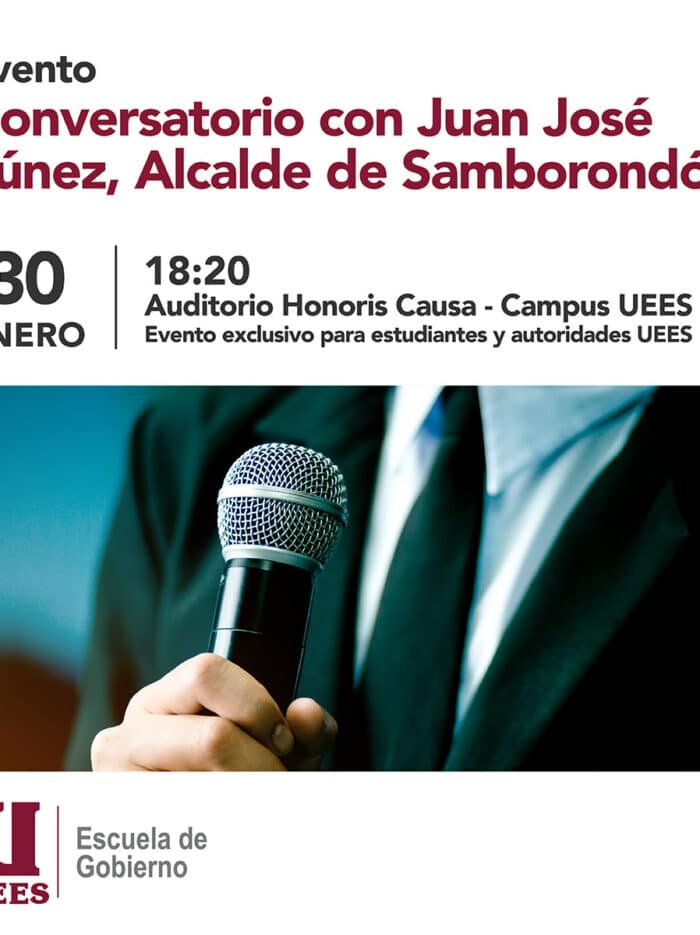 vento
onversatorio con Juan José
únez, Alcalde de Samborondó
30
NERO
18:20
Auditorio Honoris Causa - Campus UEES
Evento exclusivo para estudiantes y autoridades UEES
EES
Escuela de
Gobierno